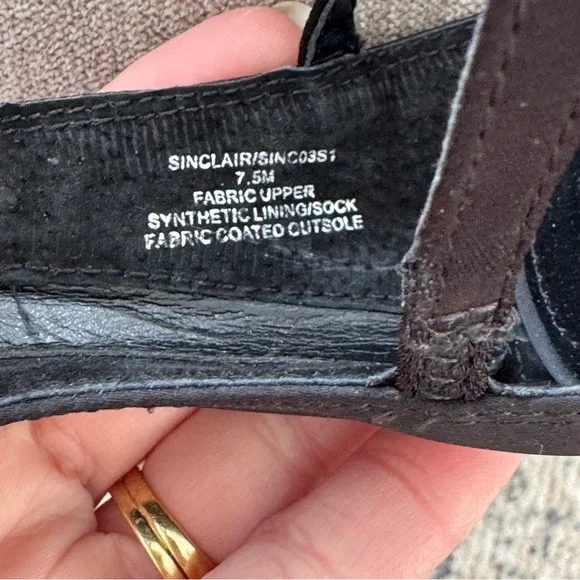 SINCLAIR/SINC03S1
7.5M
FABRIC UPPER
SYNTHETIC LINING/SOCK
FABRIC COATED OUTSOLE